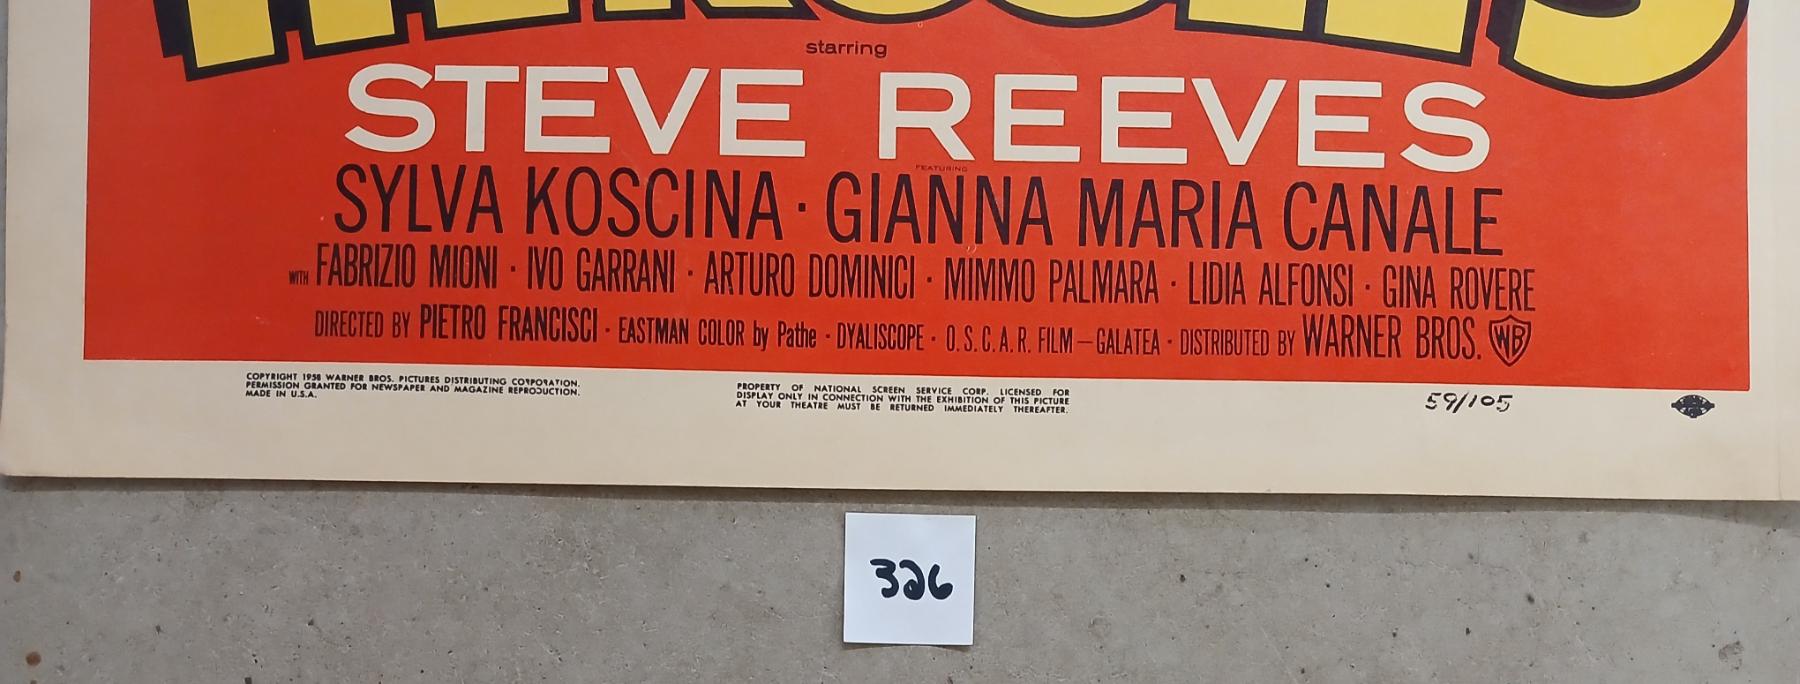 HERCULES
starring
STEVE REEVES
FEATURING
SYLVA KOSCINA · GIANNA MARIA CANALE
WITH FABRIZIO MIONI · IVO GARRANI · ARTURO DOMINICI · MIMMO PALMARA · LIDIA ALFONSI · GINA ROVERE
DIRECTED BY PIETRO FRANCISCI · EASTMAN COLOR by Pathe · DYALISCOPE · O.S.C.A.R. FILM — GALATEA · DISTRIBUTED BY WARNER BROS. WB
COPYRIGHT 1958 WARNER BROS. PICTURES DISTRIBUTING CORPORATION.
PERMISSION GRANTED FOR NEWSPAPER AND MAGAZINE REPRODUCTION.
MADE IN U.S.A.
PROPERTY OF NATIONAL SCREEN SERVICE CORP. LICENSED FOR
DISPLAY ONLY IN CONNECTION WITH THE EXHIBITION OF THIS PICTURE
AT YOUR THEATRE MUST BE RETURNED IMMEDIATELY THEREAFTER.
59/105
326